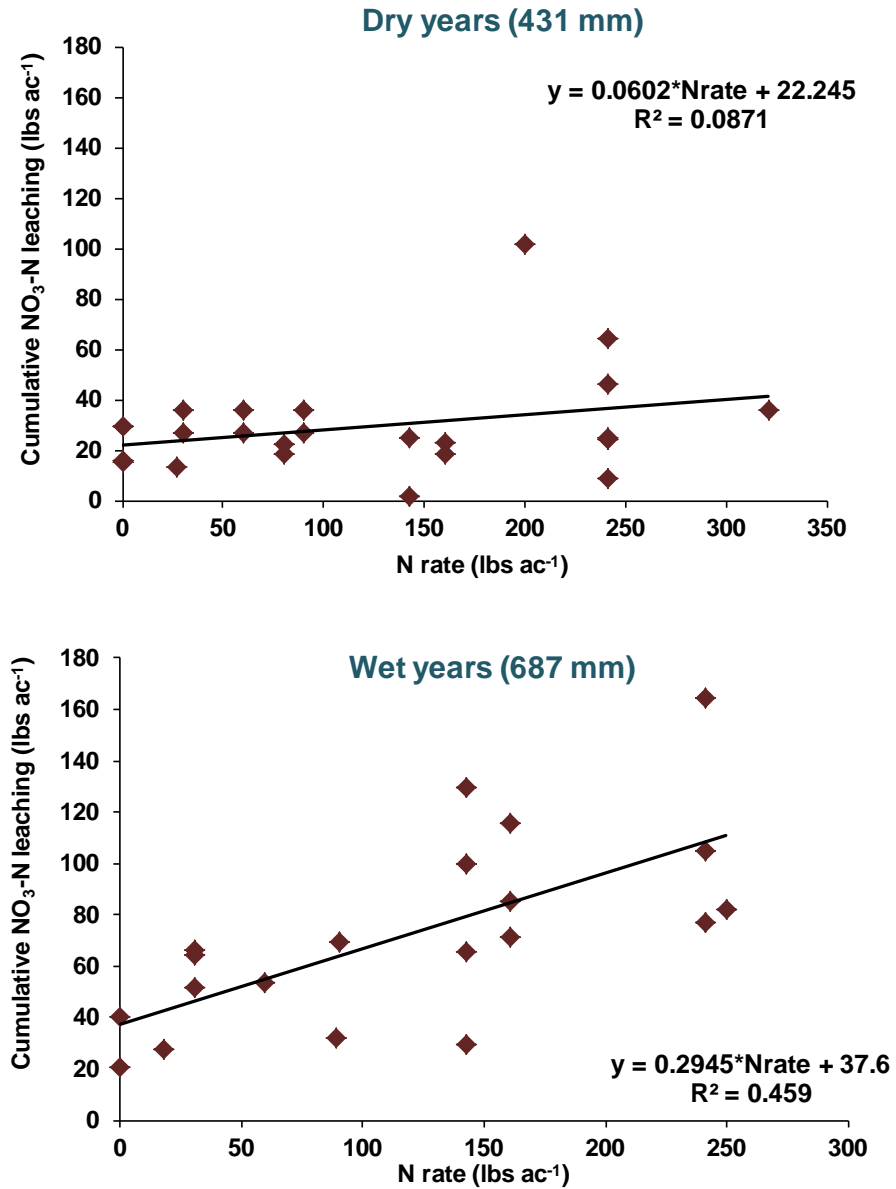 Dry years (431 mm)
y = 0.0602*Nrate + 22.245
R² = 0.0871
Cumulative NO₃-N leaching (lbs ac⁻¹)
180
160
140
120
100
80
60
40
20
0
0 50 100 150 200 250 300 350
N rate (lbs ac⁻¹)
Wet years (687 mm)
Cumulative NO₃-N leaching (lbs ac⁻¹)
180
160
140
120
100
80
60
40
20
0
y = 0.2945*Nrate + 37.6
R² = 0.459
0 50 100 150 200 250 300
N rate (lbs ac⁻¹)